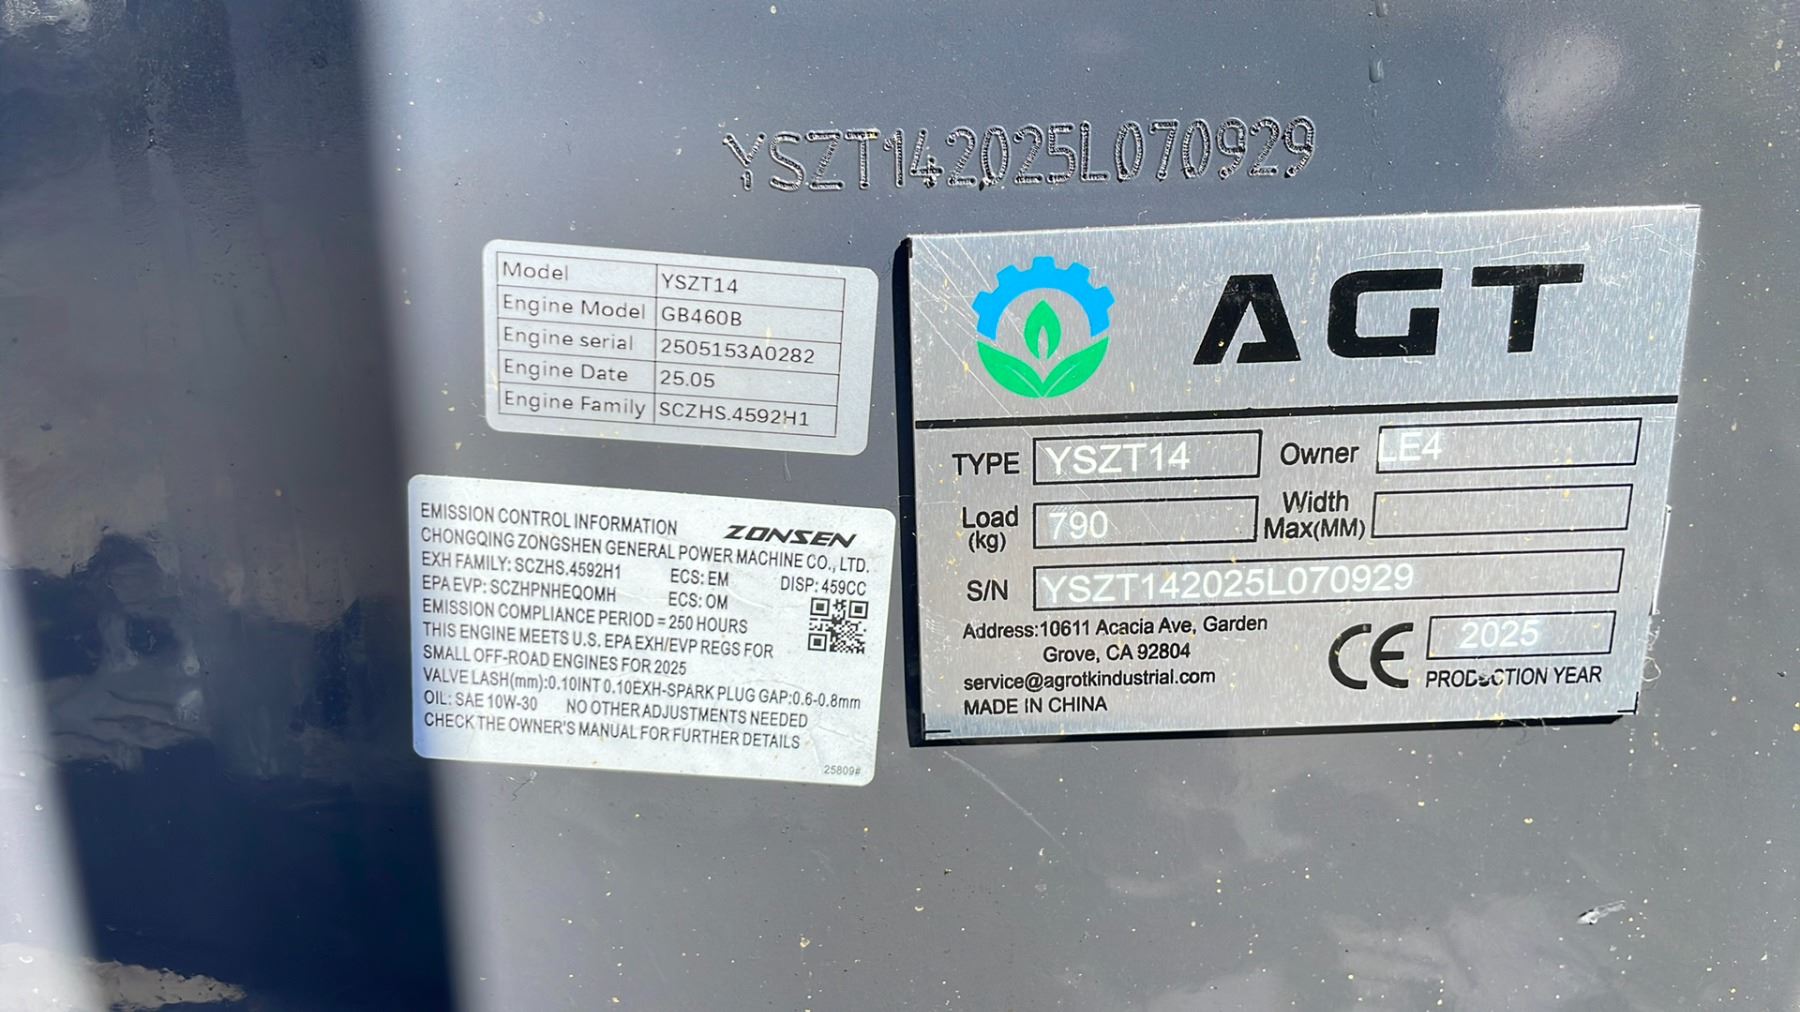 YSZT142025L070929
Model YSZT14
Engine Model GB460B
Engine serial 2505153A0282
Engine Date 25.05
Engine Family SCZHS.4592H1
EMISSION CONTROL INFORMATION ZONSEN
CHONGQING ZONGSHEN GENERAL POWER MACHINE CO., LTD.
EXH FAMILY: SCZHS.4592H1 ECS: EM DISP: 459CC
EPA EVP: SCZHPNHEQOMH ECS: OM
EMISSION COMPLIANCE PERIOD = 250 HOURS
THIS ENGINE MEETS U.S. EPA EXH/EVP REGS FOR
SMALL OFF-ROAD ENGINES FOR 2025
VALVE LASH(mm):0.10INT 0.10EXH-SPARK PLUG GAP:0.6-0.8mm
OIL: SAE 10W-30 NO OTHER ADJUSTMENTS NEEDED
CHECK THE OWNER'S MANUAL FOR FURTHER DETAILS
25809#
AGT
TYPE YSZT14 Owner LE4
Load (kg) 790 Width Max(MM)
S/N YSZT142025L070929
Address:10611 Acacia Ave, Garden
Grove, CA 92804
service@agrotkindustrial.com
MADE IN CHINA
CE 2025
PRODUCTION YEAR